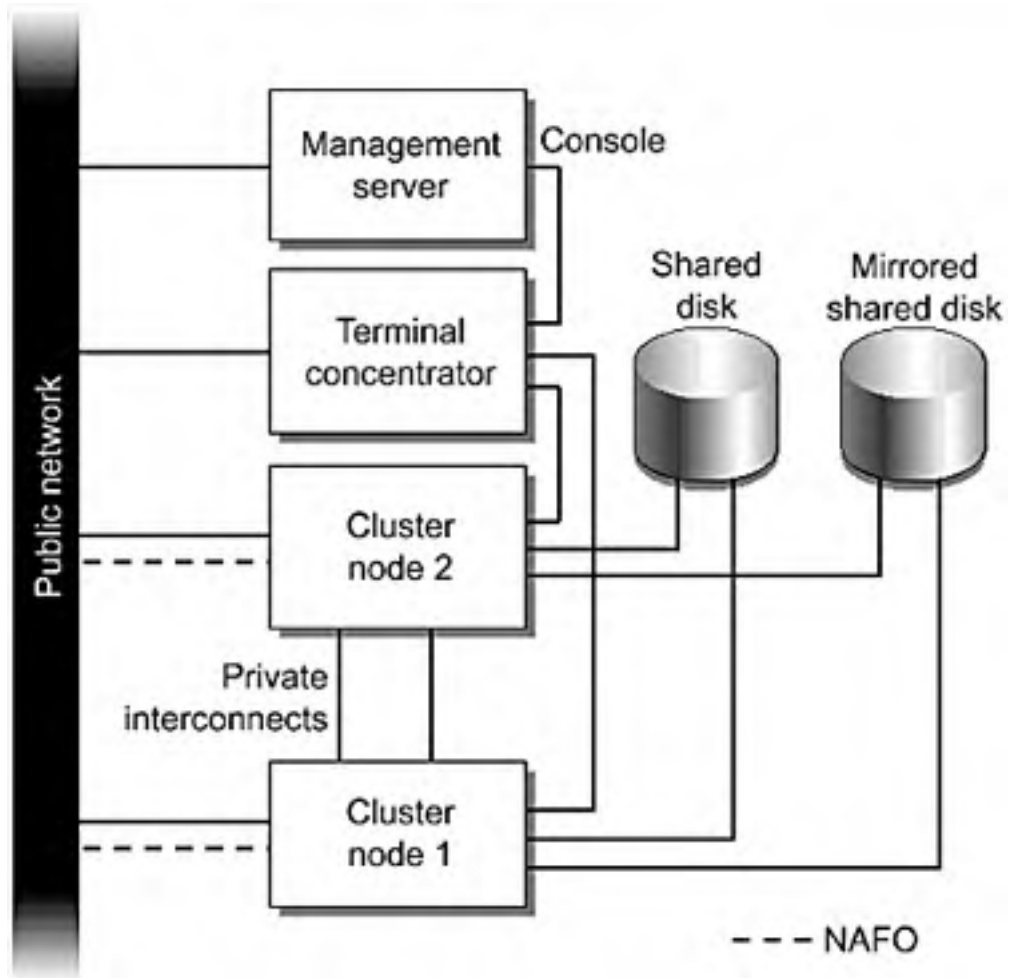 Public network
Management
server
Console
Terminal
concentrator
Shared
disk
Mirrored
shared disk
Cluster
node 2
Private
interconnects
Cluster
node 1
NAFO